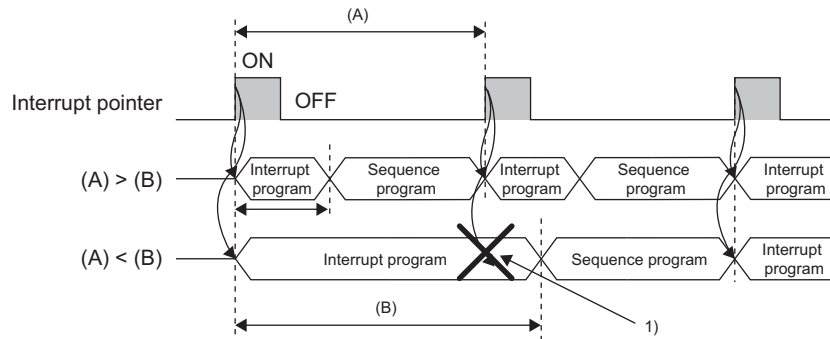 (A)
ON
Interrupt pointer
OFF
(A) > (B)
Interrupt
program
Sequence
program
Interrupt
program
Sequence
program
Interrupt
program
(A) < (B)
Interrupt program
Sequence program
Interrupt
program
(B)
1)